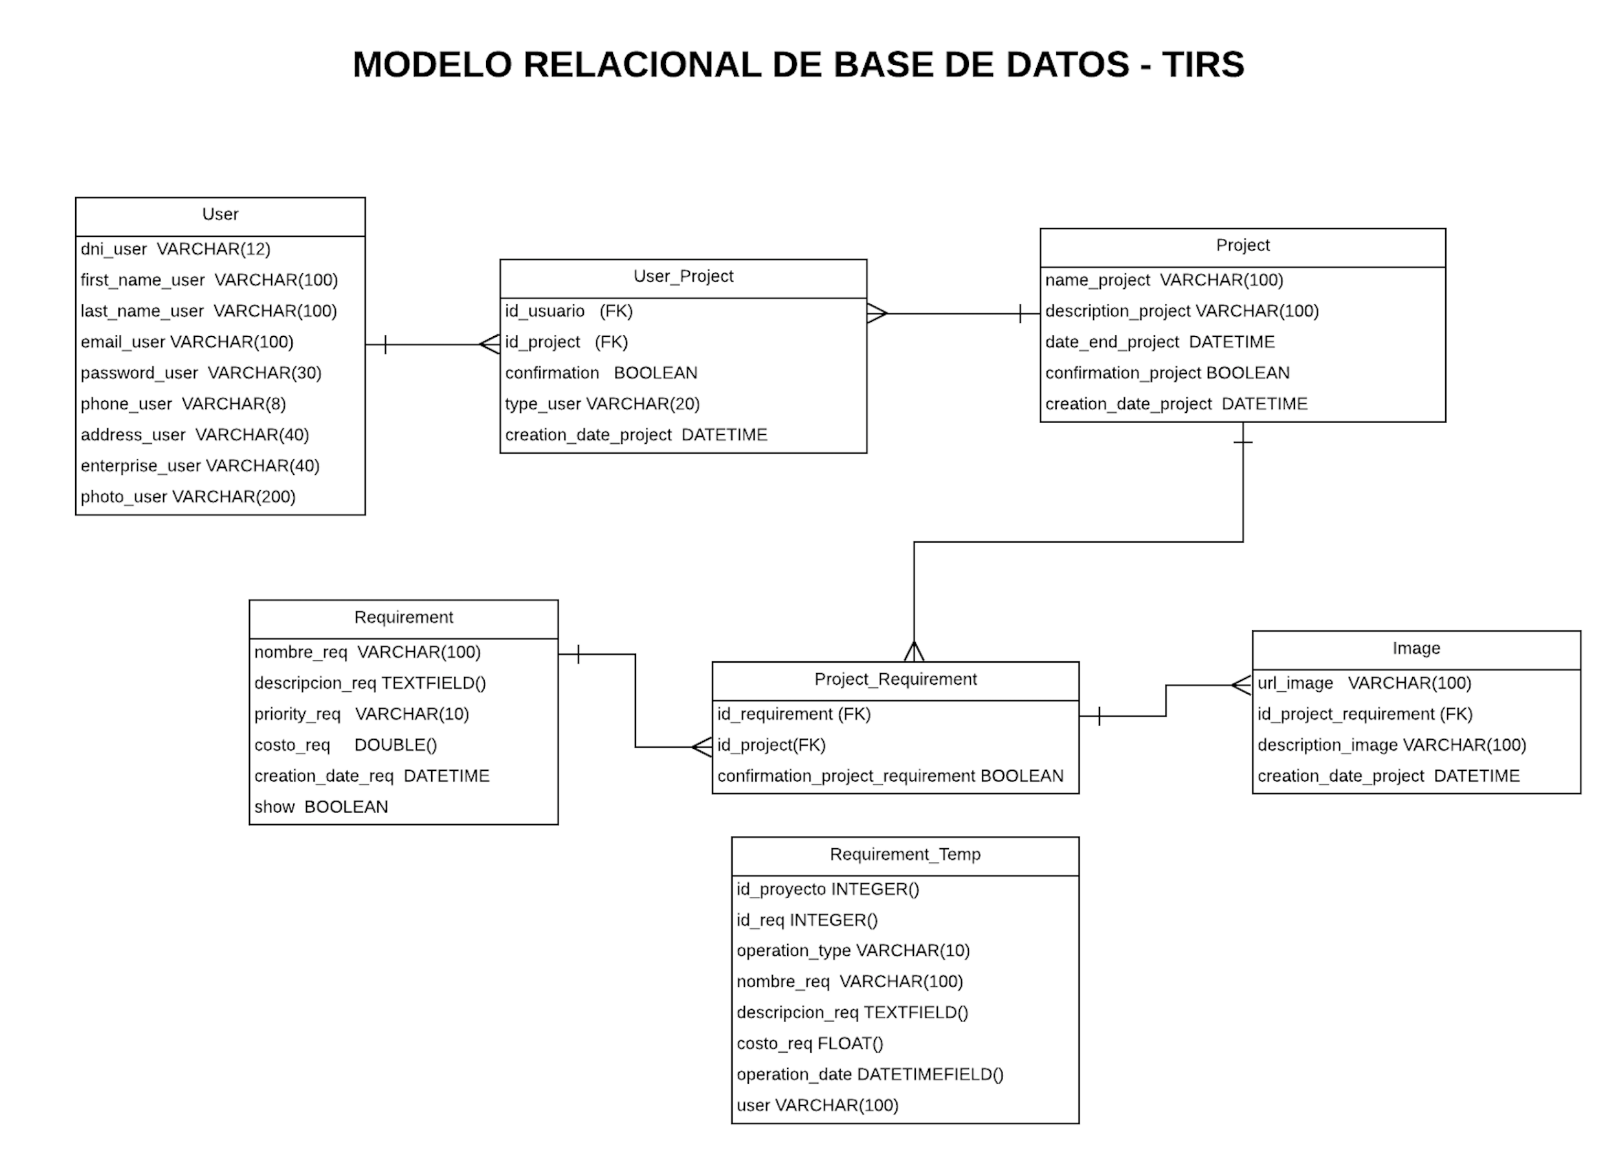 MODELO RELACIONAL DE BASE DE DATOS - TIRS
User
dni_user VARCHAR(12)
first_name_user VARCHAR(100)
last_name_user VARCHAR(100)
email_user VARCHAR(100)
password_user VARCHAR(30)
phone_user VARCHAR(8)
address_user VARCHAR(40)
enterprise_user VARCHAR(40)
photo_user VARCHAR(200)
User_Project
id_usuario (FK)
id_project (FK)
confirmation BOOLEAN
type_user VARCHAR(20)
creation_date_project DATETIME
Project
name_project VARCHAR(100)
description_project VARCHAR(100)
date_end_project DATETIME
confirmation_project BOOLEAN
creation_date_project DATETIME
Requirement
nombre_req VARCHAR(100)
descripcion_req TEXTFIELD()
priority_req VARCHAR(10)
costo_req DOUBLE()
creation_date_req DATETIME
show BOOLEAN
Project_Requirement
id_requirement (FK)
id_project(FK)
confirmation_project_requirement BOOLEAN
Image
url_image VARCHAR(100)
id_project_requirement (FK)
description_image VARCHAR(100)
creation_date_project DATETIME
Requirement_Temp
id_proyecto INTEGER()
id_req INTEGER()
operation_type VARCHAR(10)
nombre_req VARCHAR(100)
descripcion_req TEXTFIELD()
costo_req FLOAT()
operation_date DATETIMEFIELD()
user VARCHAR(100)